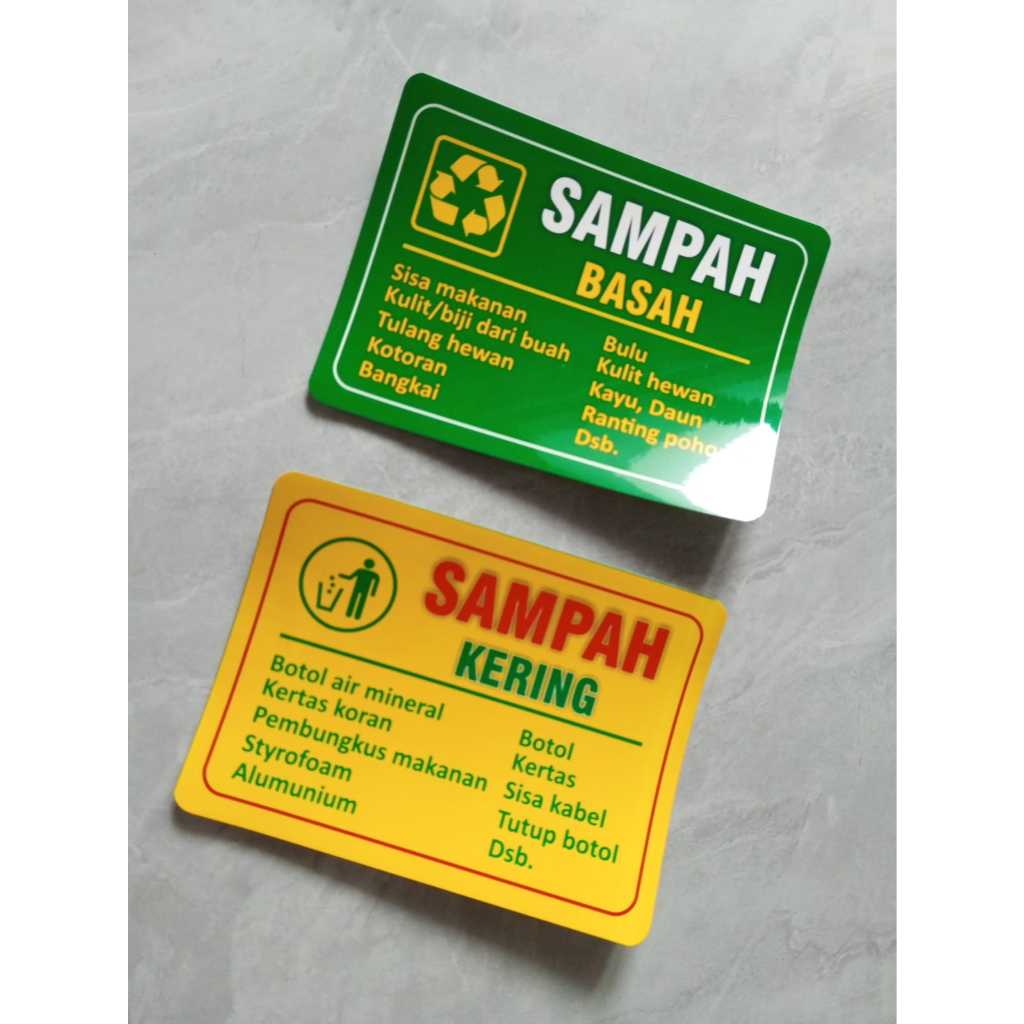 SAMPAH
BASAH
Sisa makanan
Kulit/biji dari buah
Tulang hewan
Kotoran
Bangkai
Bulu
Kulit hewan
Kayu, Daun
Ranting poho
Dsb.
SAMPAH
KERING
Botol air mineral
Kertas koran
Pembungkus makanan
Styrofoam
Alumunium
Botol
Kertas
Sisa kabel
Tutup botol
Dsb.